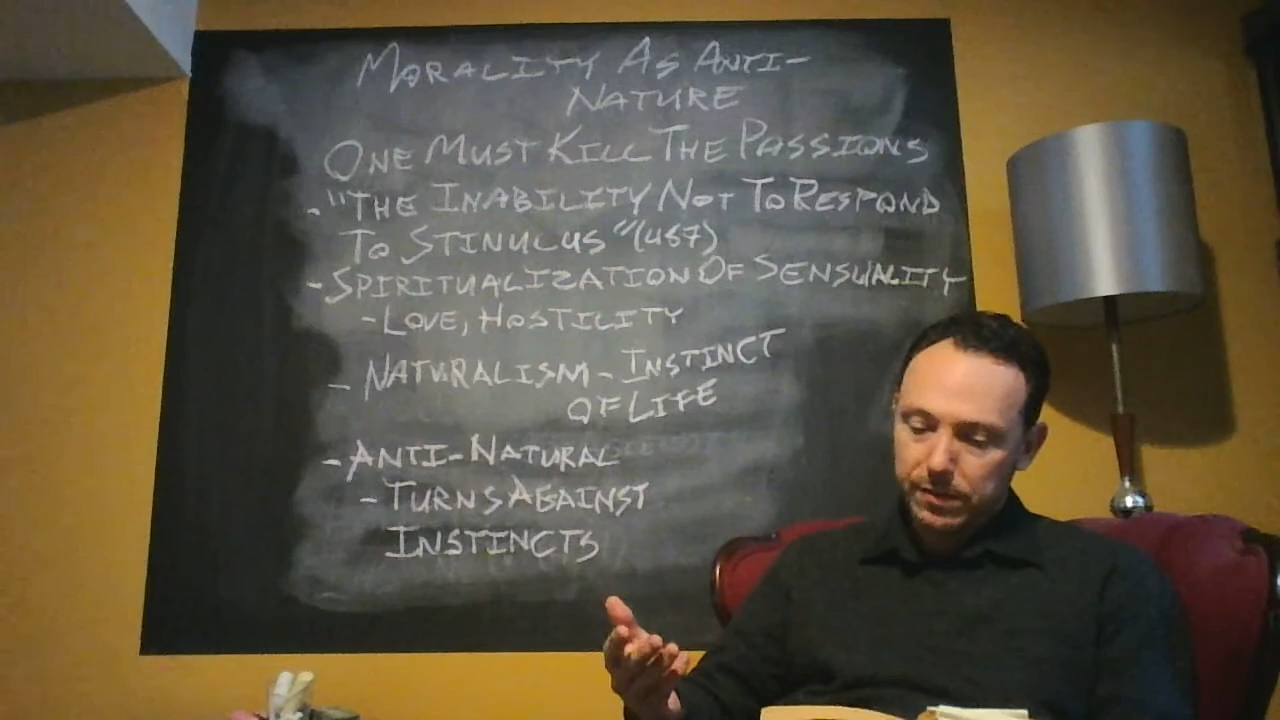 MORALITY AS ANTI-
NATURE
ONE MUST KILL THE PASSIONS
- "THE INABILITY NOT TO RESPOND
TO STINULUS" (487)
- SPIRITUALIZATION OF SENSUALITY
- LOVE, HOSTILITY
- NATURALISM - INSTINCT
OF LIFE
- ANTI-NATURAL
- TURNS AGAINST
INSTINCTS